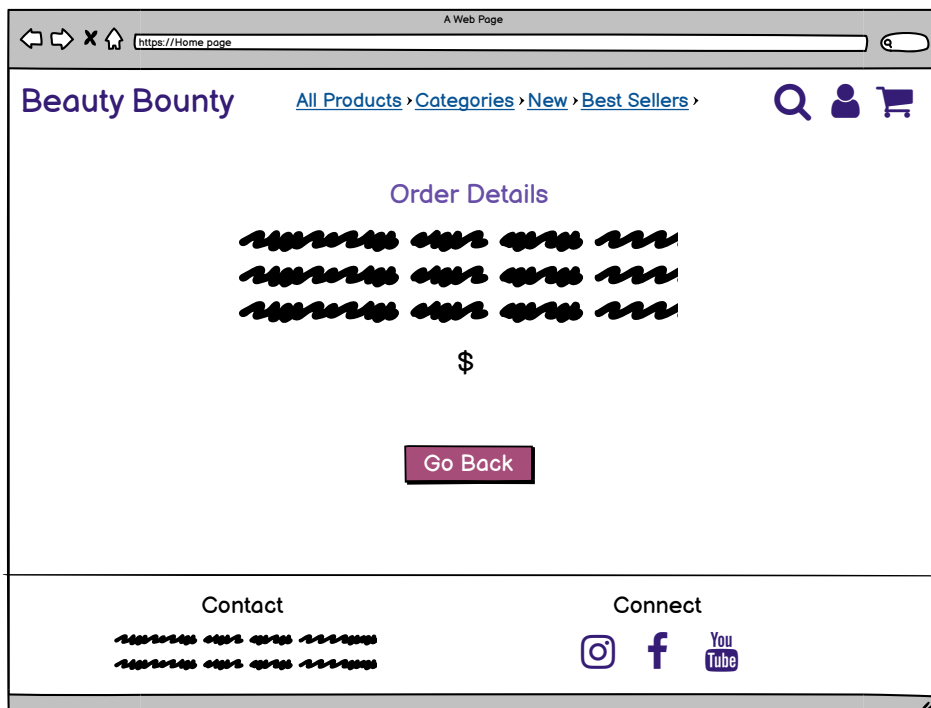 A Web Page
https://Home page
Beauty Bounty
All Products › Categories › New › Best Sellers ›
Order Details
$
Go Back
Contact
Connect
You
Tube